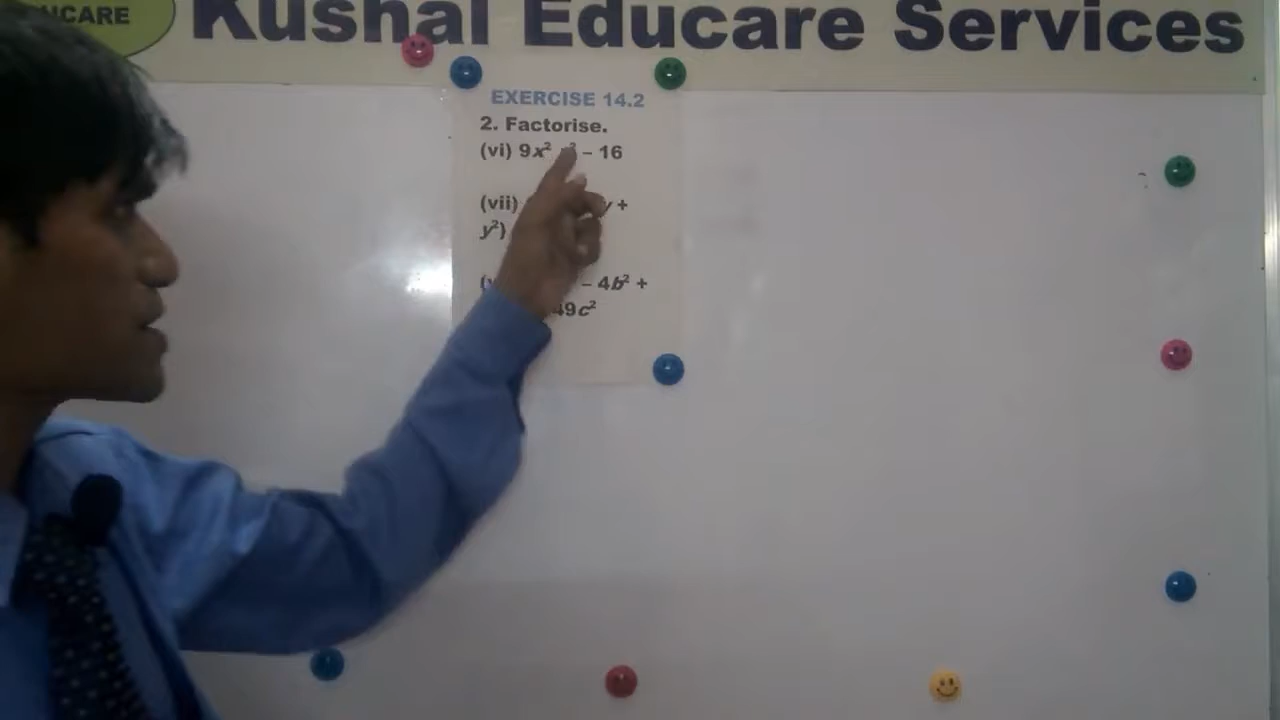 Kushal Educare Services
EXERCISE 14.2
2. Factorise.
(vi) 9x² – 16
(vii) y +
y²)
– 4b² +
49c²